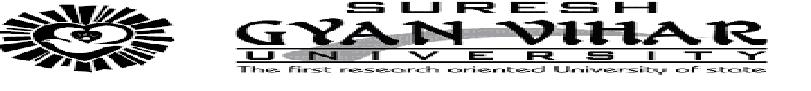 SURESH
GYAN VIHAR
UNIVERSITY
The first research oriented University of state